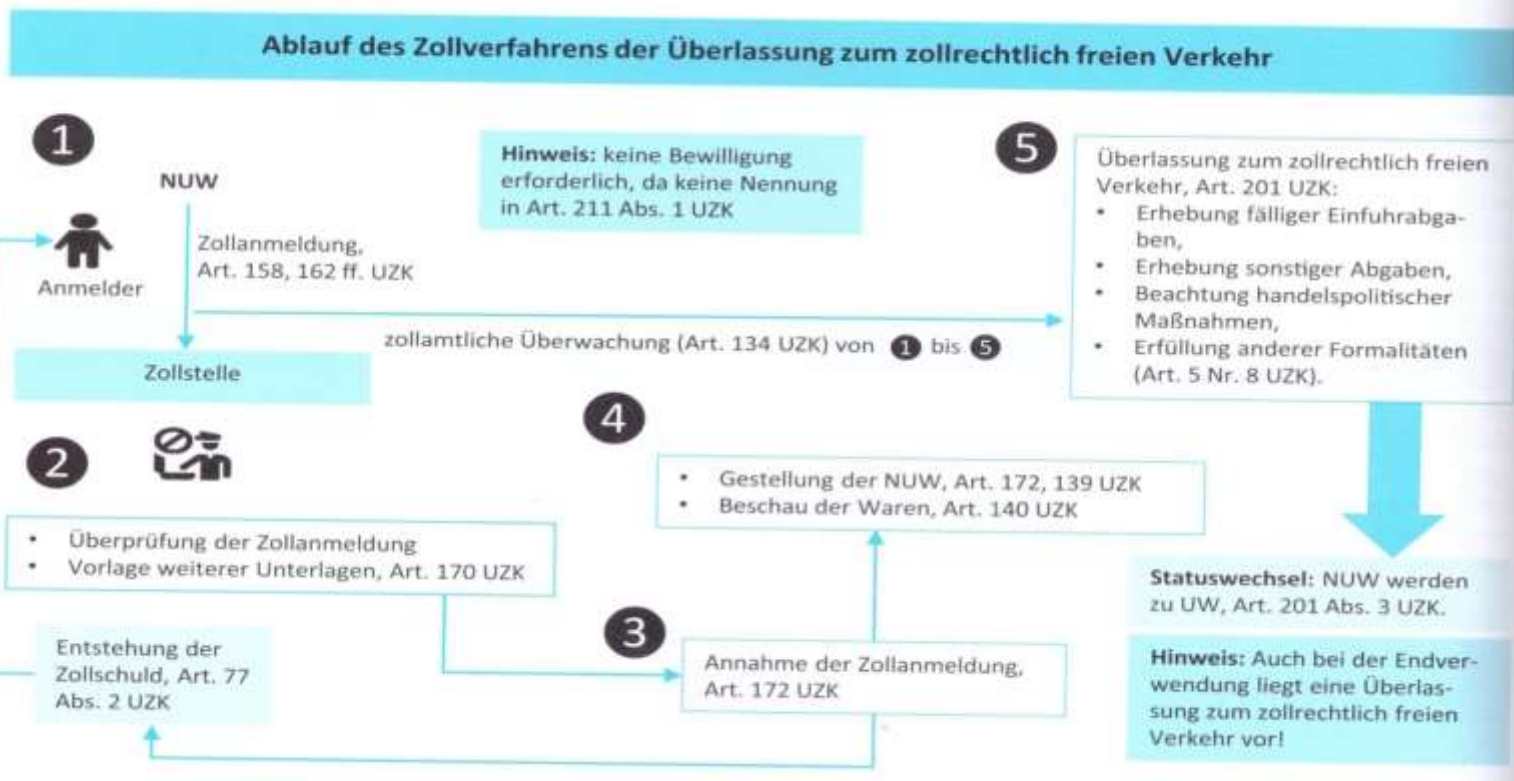 Ablauf des Zollverfahrens der Überlassung zum zollrechtlich freien Verkehr
1
NUW
Anmelder
Zollanmeldung,
Art. 158, 162 ff. UZK
Hinweis: keine Bewilligung
erforderlich, da keine Nennung
in Art. 211 Abs. 1 UZK
zollamtliche Überwachung (Art. 134 UZK) von 1 bis 5
Zollstelle
2
• Überprüfung der Zollanmeldung
• Vorlage weiterer Unterlagen, Art. 170 UZK
Entstehung der
Zollschuld, Art. 77
Abs. 2 UZK
3
Annahme der Zollanmeldung,
Art. 172 UZK
4
• Gestellung der NUW, Art. 172, 139 UZK
• Beschau der Waren, Art. 140 UZK
5
Überlassung zum zollrechtlich freien
Verkehr, Art. 201 UZK:
• Erhebung fälliger Einfuhrabga-
ben,
• Erhebung sonstiger Abgaben,
• Beachtung handelspolitischer
Maßnahmen,
• Erfüllung anderer Formalitäten
(Art. 5 Nr. 8 UZK).
Statuswechsel: NUW werden
zu UW, Art. 201 Abs. 3 UZK.
Hinweis: Auch bei der Endver-
wendung liegt eine Überlas-
sung zum zollrechtlich freien
Verkehr vor!